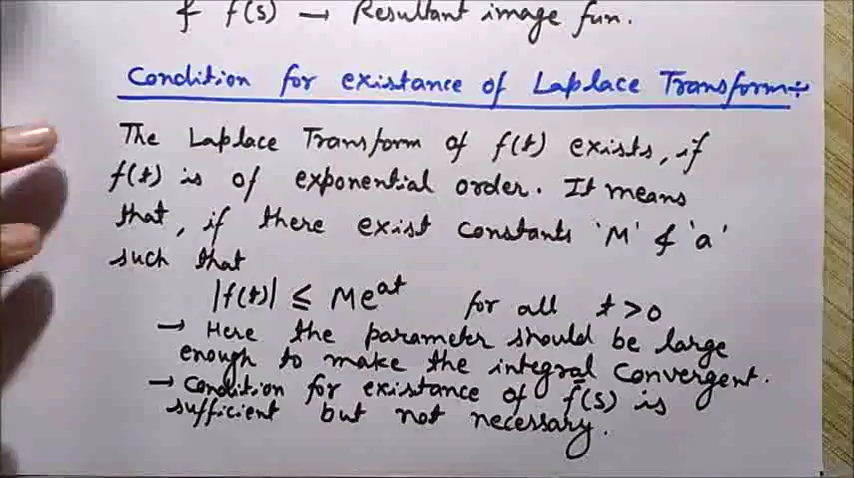 & f(s) → Resultant image fun.
Condition for existance of Laplace Transform:-
The Laplace Transform of f(t) exists, if
f(t) is of exponential order. It means
that, if there exist constants 'M' & 'a'
such that
|f(t)| ≤ Me^at for all t > 0
→ Here the parameter should be large
enough to make the integral convergent.
→ Condition for existance of f̄(s) is
sufficient but not necessary.